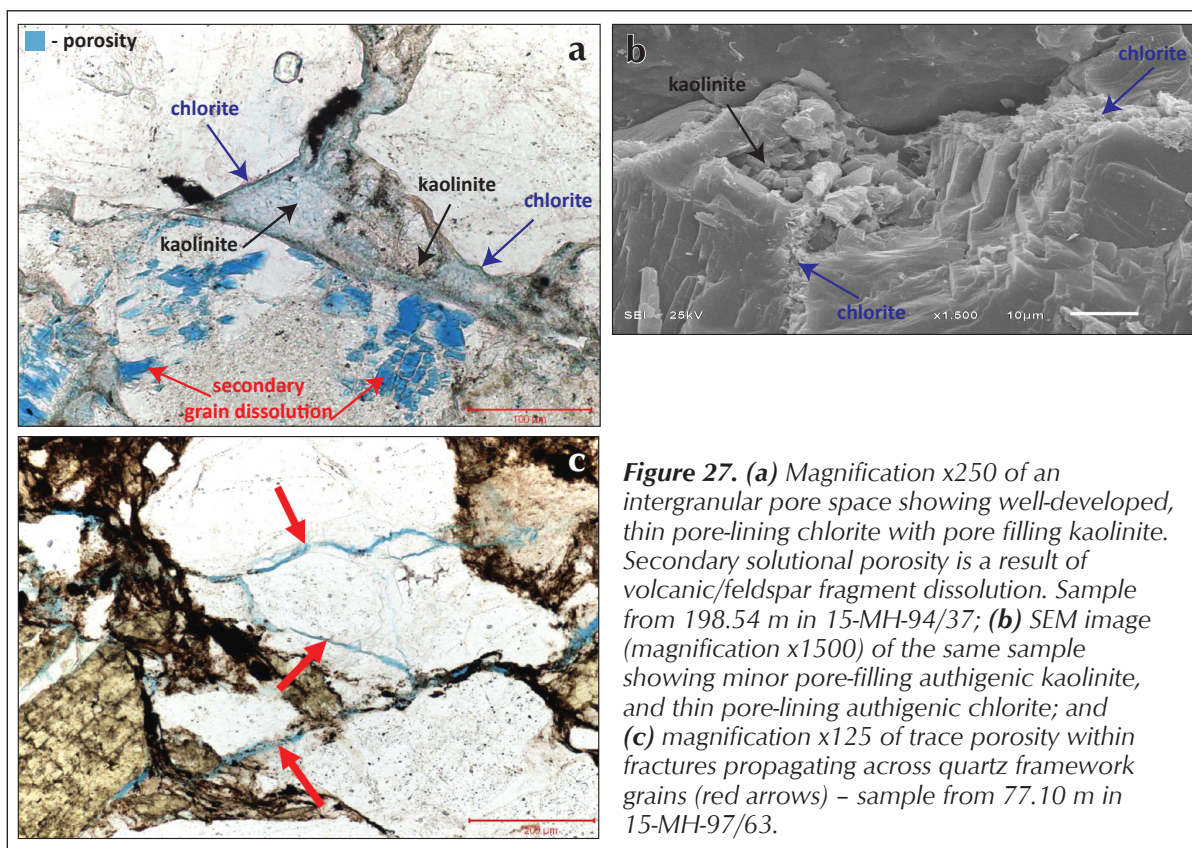 - porosity
a
chlorite
kaolinite
kaolinite
chlorite
secondary
grain dissolution
100 µm
b
chlorite
kaolinite
chlorite
SEI 25kV x1.500 10µm
c
200 µm
Figure 27. (a) Magnification x250 of an
intergranular pore space showing well-developed,
thin pore-lining chlorite with pore filling kaolinite.
Secondary solutional porosity is a result of
volcanic/feldspar fragment dissolution. Sample
from 198.54 m in 15-MH-94/37; (b) SEM image
(magnification x1500) of the same sample
showing minor pore-filling authigenic kaolinite,
and thin pore-lining authigenic chlorite; and
(c) magnification x125 of trace porosity within
fractures propagating across quartz framework
grains (red arrows) – sample from 77.10 m in
15-MH-97/63.